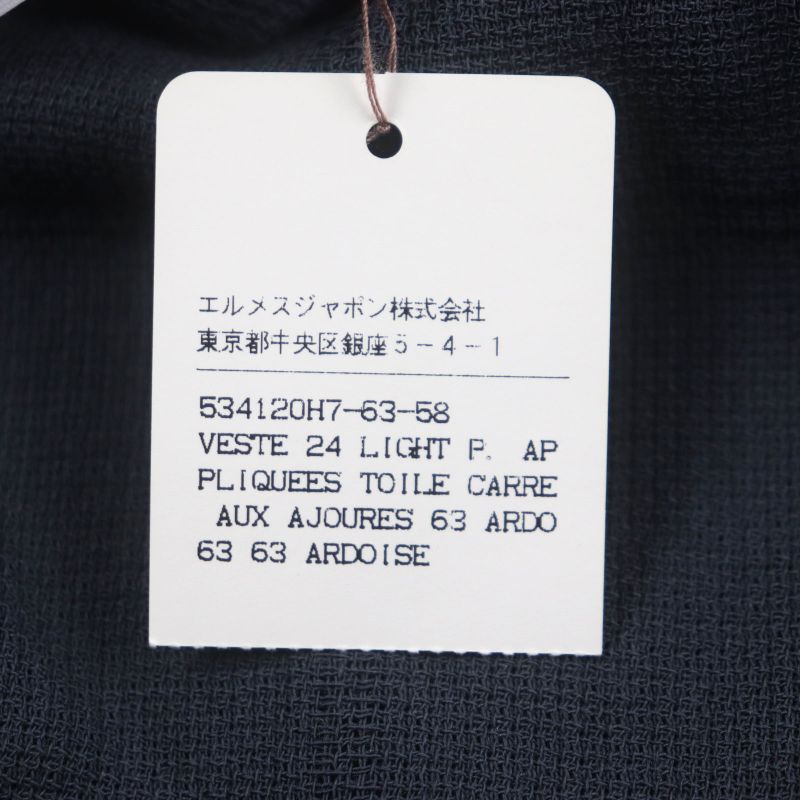 エルメスジャポン株式会社
東京都中央区銀座5-4-1
534120H7-63-58
VESTE 24 LIGHT P. AP
PLIQUEES TOILE CARRE
AUX AJOURES 63 ARDO
63 63 ARDOISE